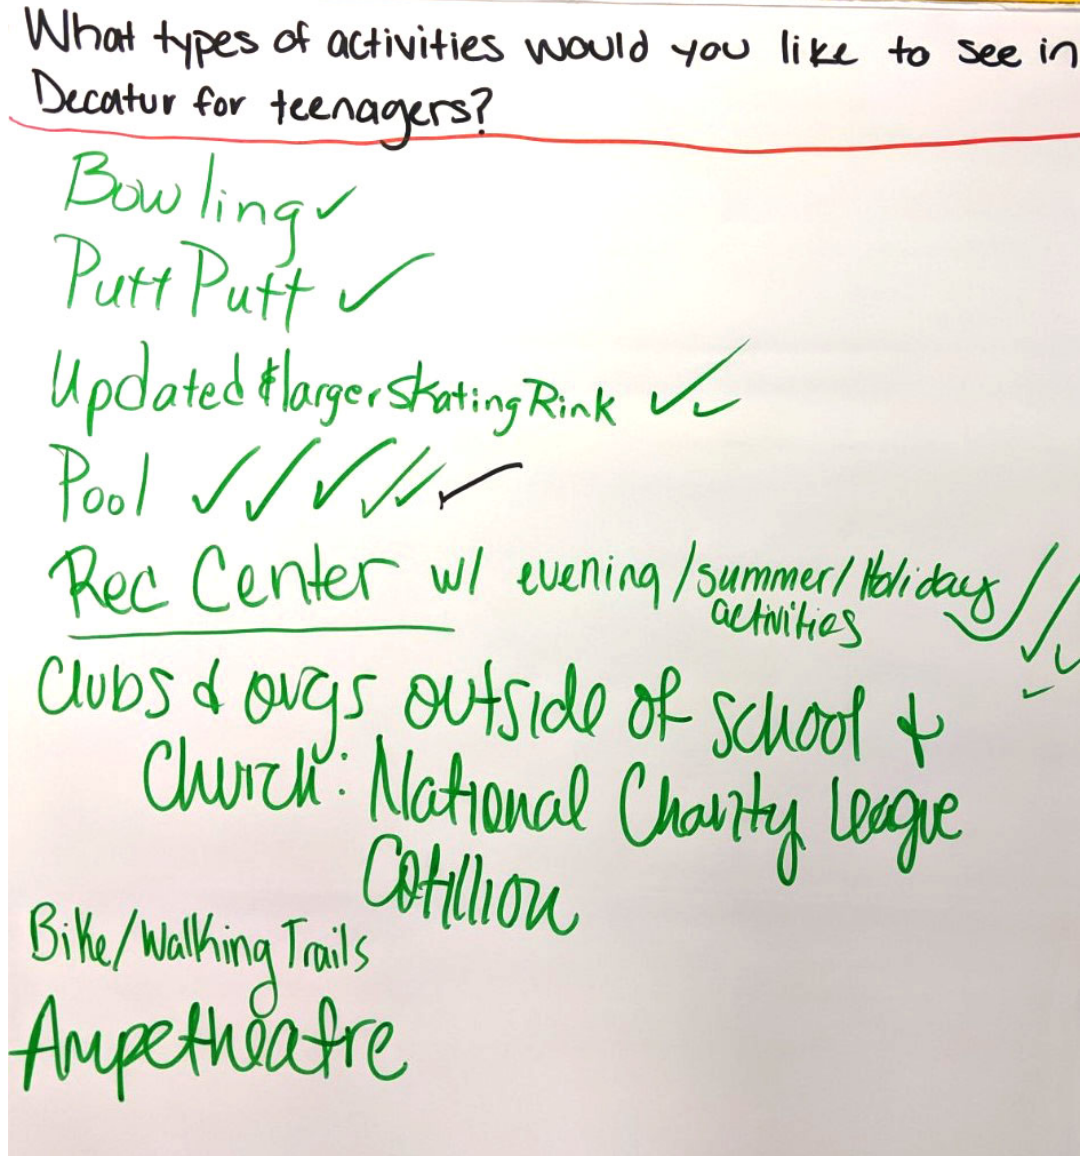 What types of activities would you like to see in
Decatur for teenagers?
Bowling ✓
Putt Putt ✓
Updated & larger Skating Rink ✓✓
Pool ✓✓✓✓✓✓
Rec Center w/ evening/summer/Holidays
activities
Clubs & orgs outside of school &
Church: National Charity League
Cotillion
Bike/Walking Trails
Ampetheatre